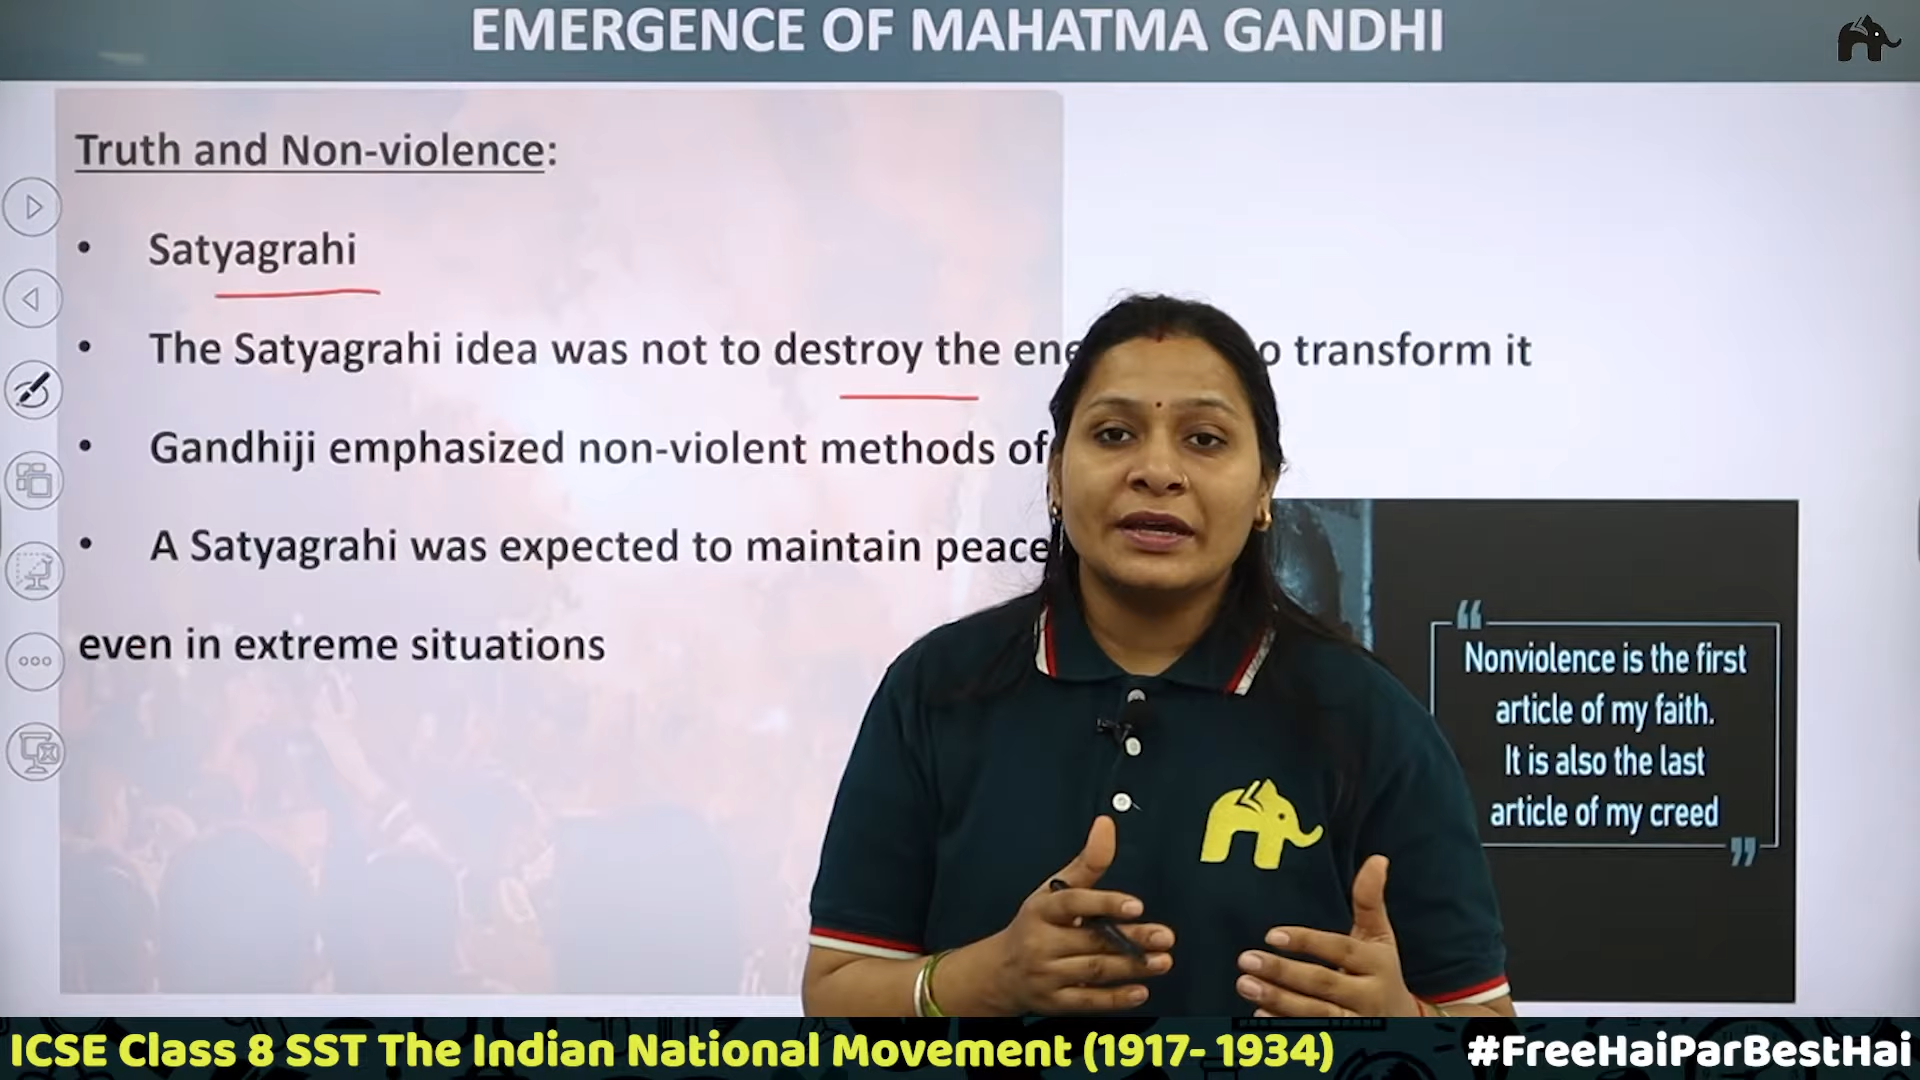 EMERGENCE OF MAHATMA GANDHI
Truth and Non-violence:
• Satyagrahi
• The Satyagrahi idea was not to destroy the o transform it
• Gandhiji emphasized non-violent methods of
• A Satyagrahi was expected to maintain peace
even in extreme situations
“
Nonviolence is the first
article of my faith.
It is also the last
article of my creed
”
ICSE Class 8 SST The Indian National Movement (1917- 1934)
#FreeHaiParBestHai